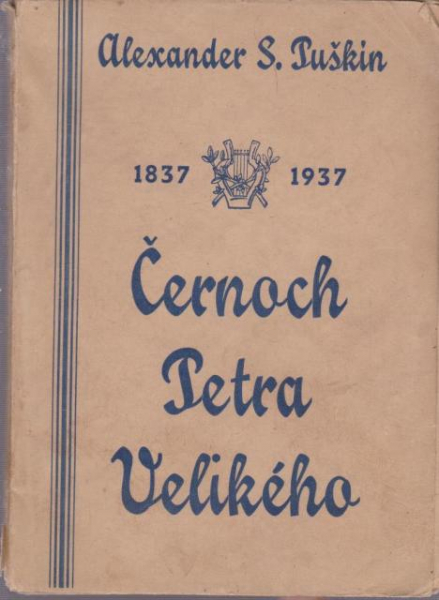 Alexander S. Puškin
1837 1937
Černoch
Petra
Velikého